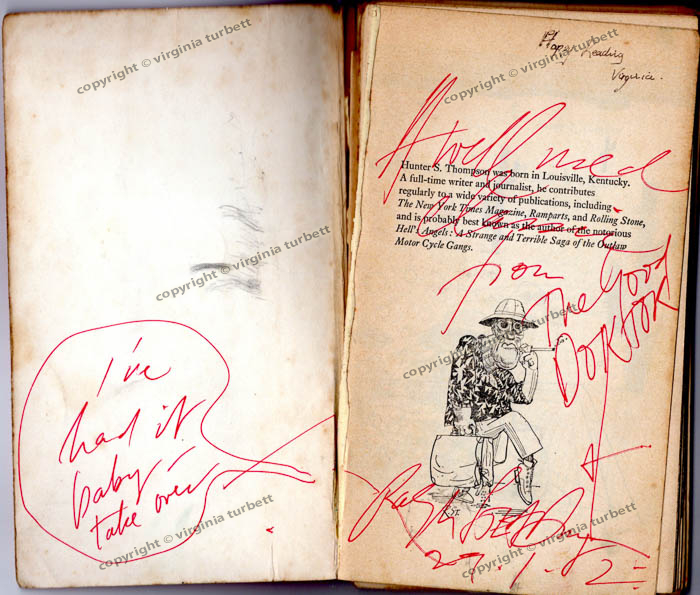 copyright © virginia turbett
copyright © virginia turbett
I've
had it
baby –
take over
copyright © virginia turbett
copyright © virginia turbett
Happy Reading
Virginia.
copyright © virginia turbett
A well used
Hunter S. Thompson was born in Louisville, Kentucky.
A full-time writer and journalist, he contributes
regularly to a wide variety of publications, including
The New York Times Magazine, Ramparts, and Rolling Stone,
and is probably best known as the author of the notorious
Hell's Angels: A Strange and Terrible Saga of the Outlaw
Motor Cycle Gangs.
from
The Good
DOKTOR
copyright © virginia turbett
Ralph
copyright © virginia turbett